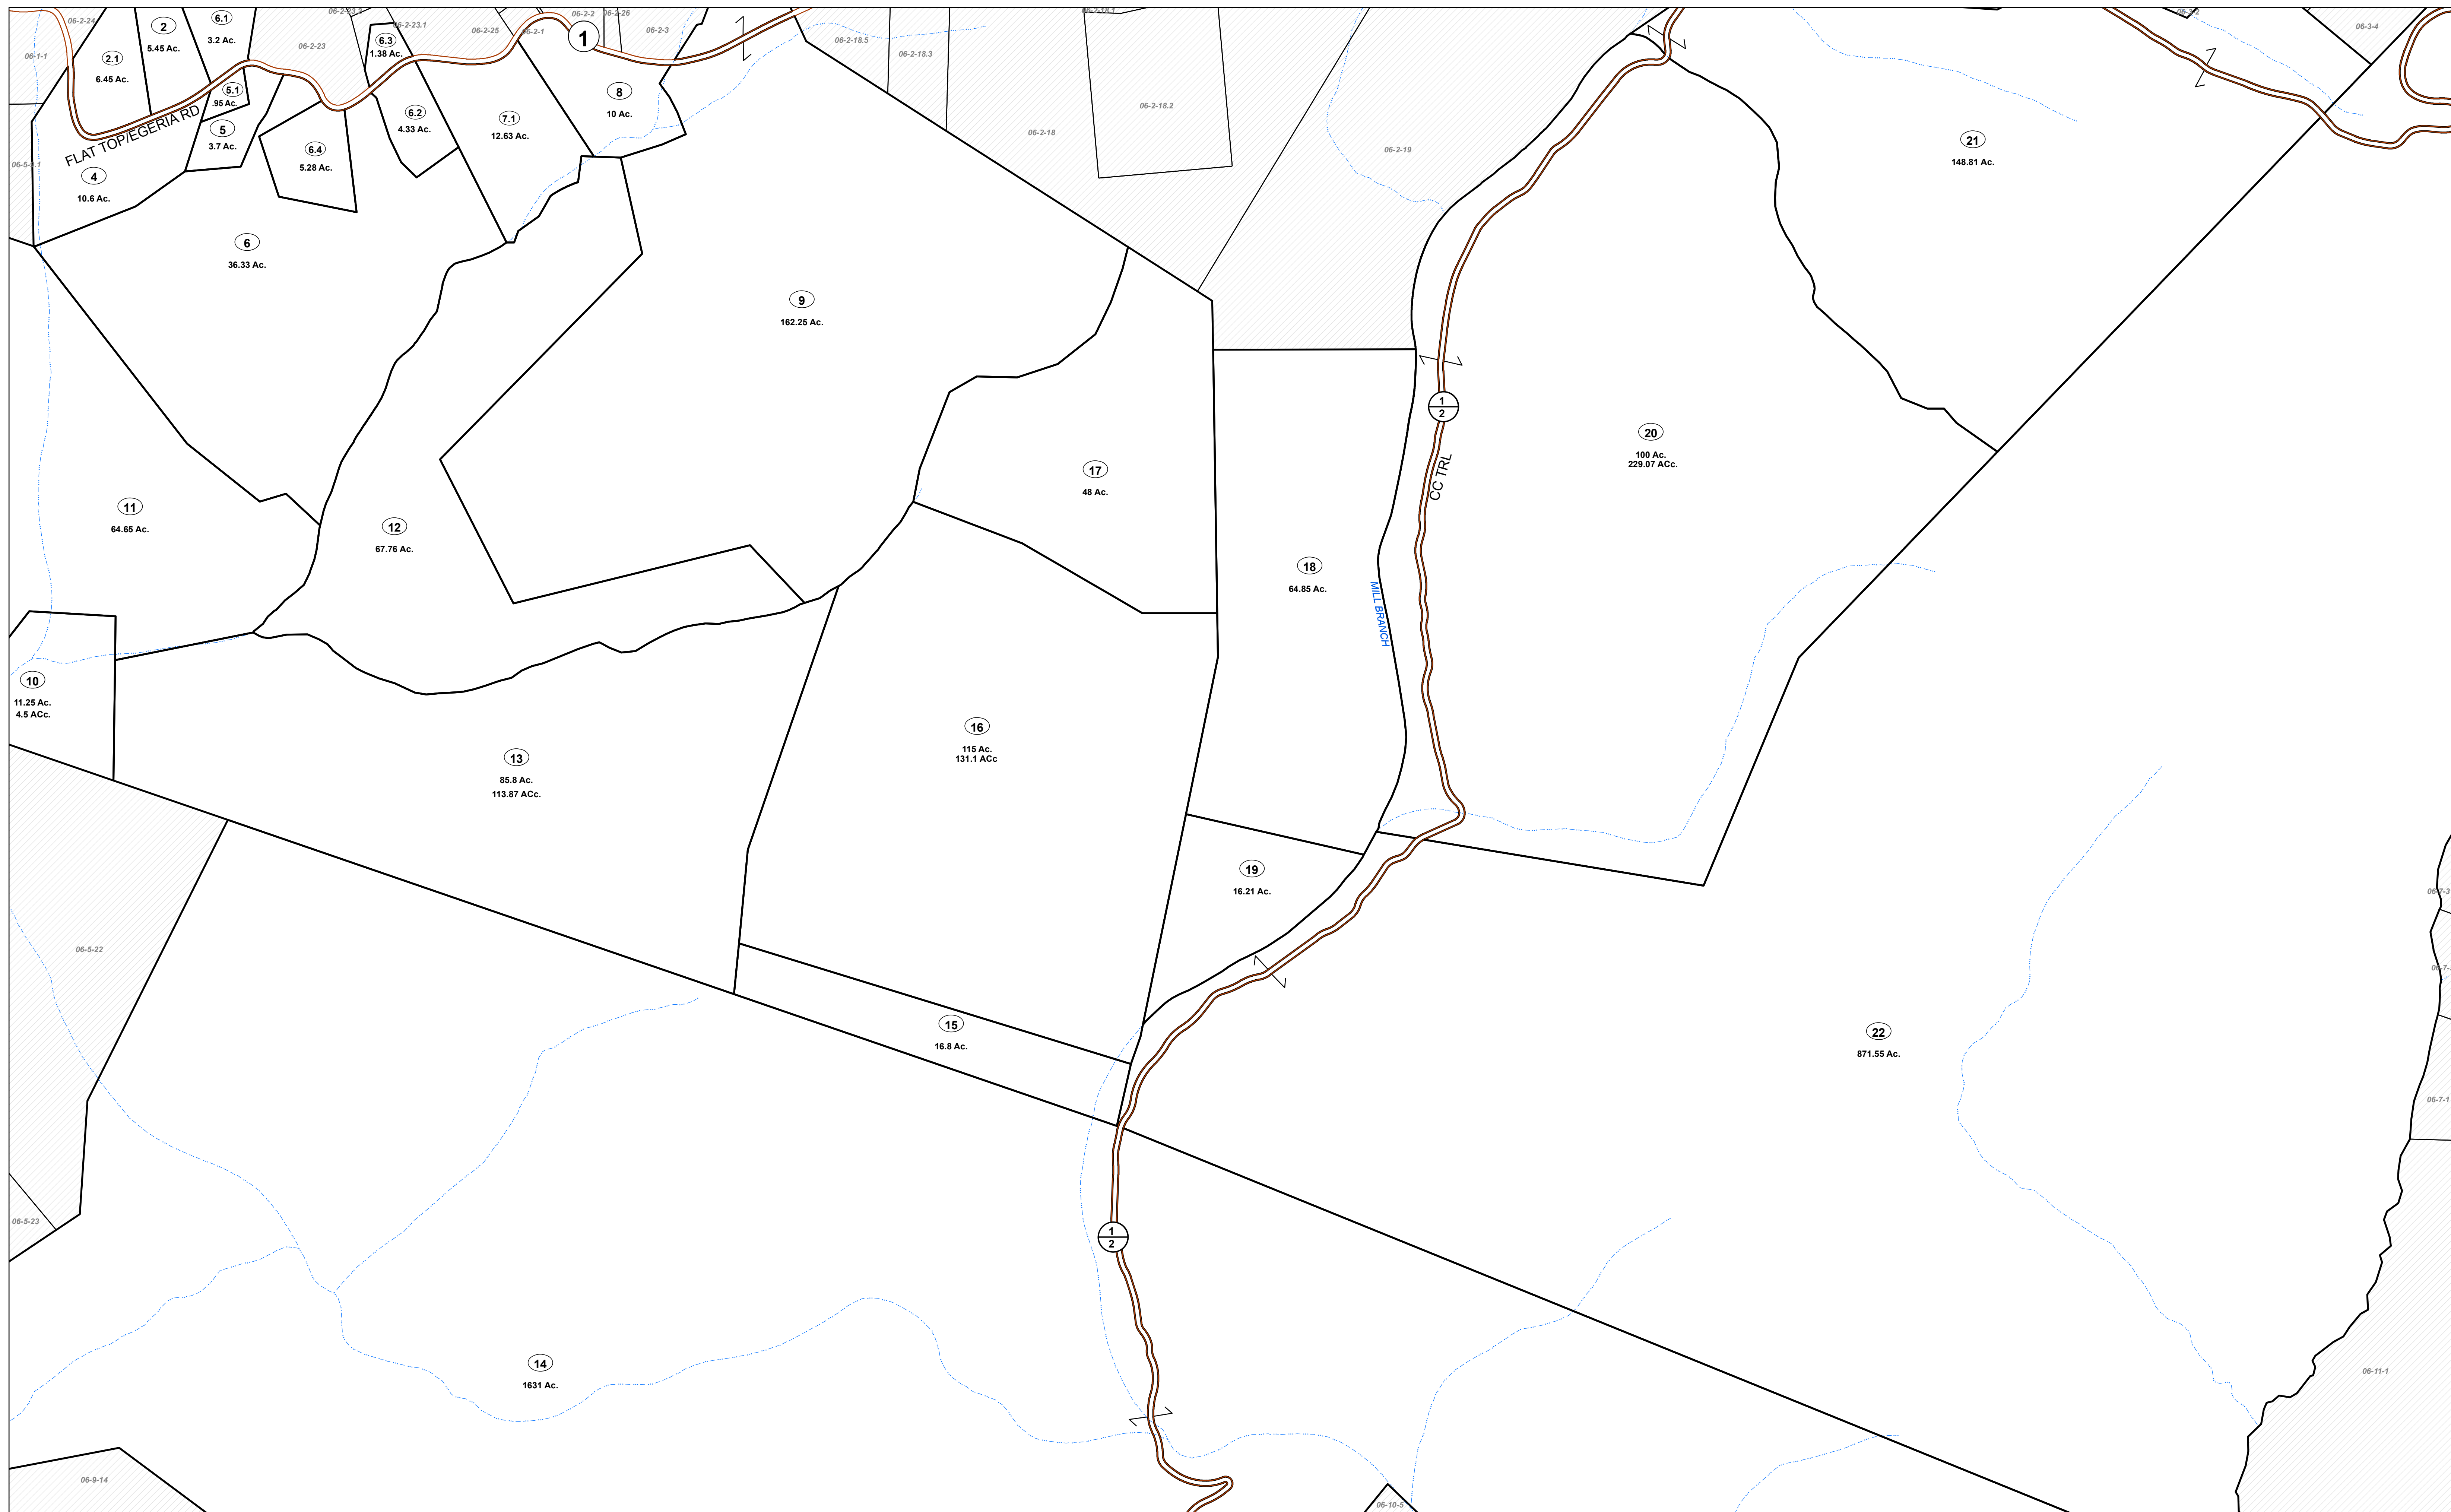 06-2-24
6.1
3.2 Ac.
06-2-2
06-2-26
06-2-18.1
06-3-4
2
5.45 Ac.
06-2-23
6.3
1.38 Ac.
06-2-23.1
06-2-25
06-2-1
1
06-2-3
06-2-18.5
06-2-18.3
06-1-1
2.1
6.45 Ac.
5.1
.95 Ac.
8
10 Ac.
06-2-18.2
FLAT TOP/EGERIA RD
5
3.7 Ac.
6.2
4.33 Ac.
7.1
12.63 Ac.
06-2-18
06-2-19
21
148.81 Ac.
6.4
5.28 Ac.
4
10.6 Ac.
6
36.33 Ac.
9
162.25 Ac.
1
2
20
100 Ac.
229.07 ACc.
CC TRL
17
48 Ac.
11
64.65 Ac.
12
67.76 Ac.
18
64.85 Ac.
MILL BRANCH
10
11.25 Ac.
4.5 ACc.
16
115 Ac.
131.1 ACc
13
85.8 Ac.
113.87 ACc.
19
16.21 Ac.
06-7-3
06-5-22
06-7-
15
16.8 Ac.
22
871.55 Ac.
06-7-1
06-5-23
1
2
14
1631 Ac.
06-11-1
06-9-14
06-10-5